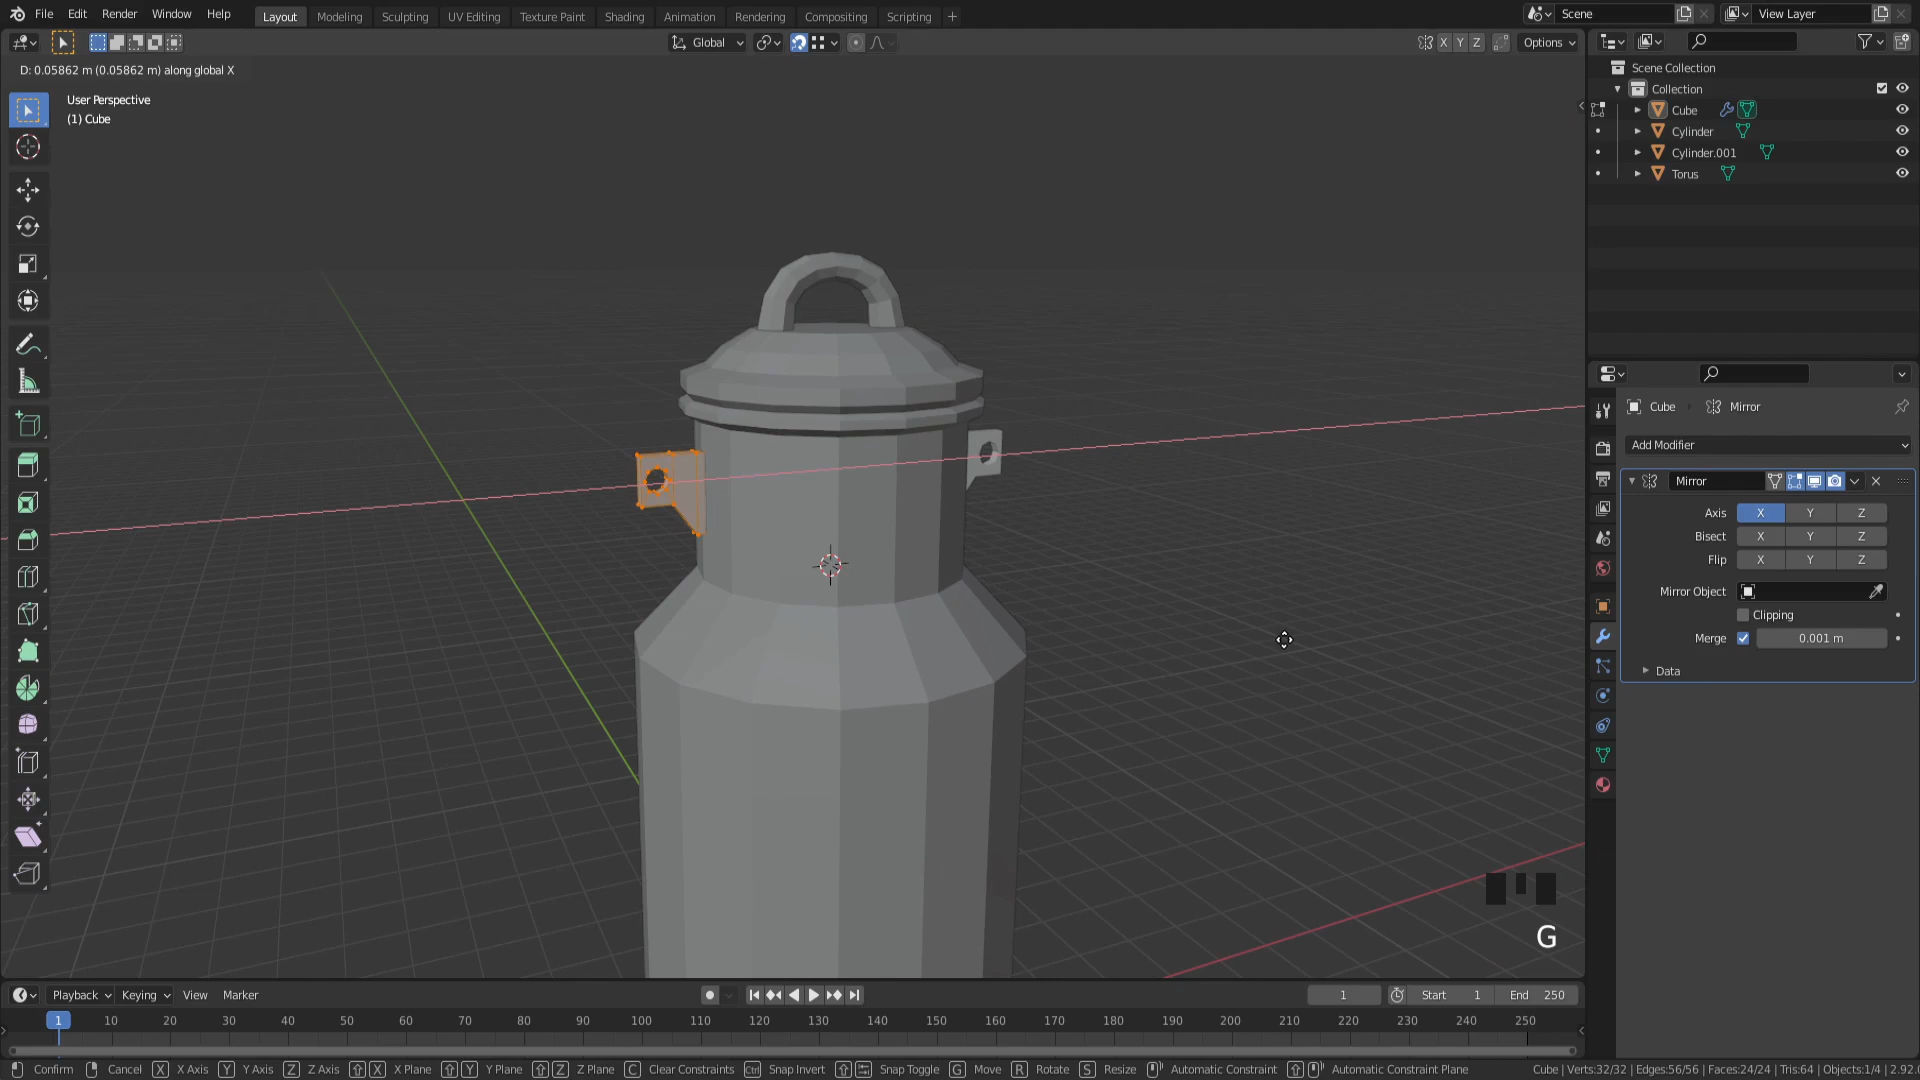 File Edit Render Window Help Layout Modeling Sculpting UV Editing Texture Paint Shading Animation Rendering Compositing Scripting + Scene View Layer
Global X Y Z Options
D: 0.05862 m (0.05862 m) along global X
User Perspective
(1) Cube
Scene Collection
Collection
Cube
Cylinder
Cylinder.001
Torus
Cube Mirror
Add Modifier
Mirror
Axis X Y Z
Bisect X Y Z
Flip X Y Z
Mirror Object
Clipping
Merge 0.001 m
Data
G
Playback Keying View Marker 1 Start 1 End 250
1 10 20 30 40 50 60 70 80 90 100 110 120 130 140 150 160 170 180 190 200 210 220 230 240 250
Confirm Cancel X X Axis Y Y Axis Z Z Axis X X Plane Y Y Plane Z Z Plane C Clear Constraints Ctrl Snap Invert Snap Toggle G Move R Rotate S Resize Automatic Constraint Automatic Constraint Plane Cube | Verts:32/32 | Edges:56/56 | Faces:24/24 | Tris:64 | Objects:1/4 | 2.92.